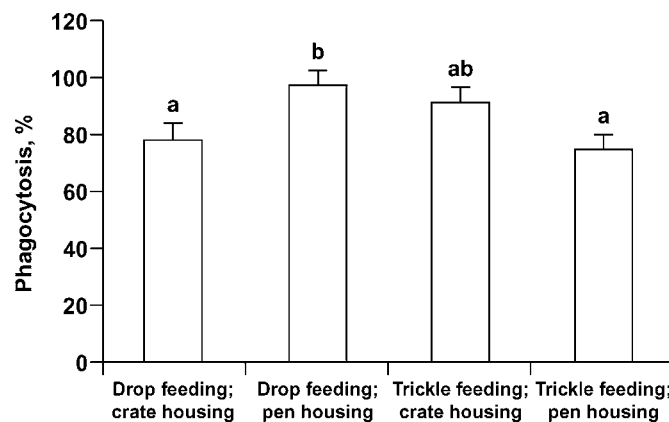 120
100
80
60
40
20
0
Phagocytosis, %
a
b
ab
a
Drop feeding;
crate housing
Drop feeding;
pen housing
Trickle feeding;
crate housing
Trickle feeding;
pen housing